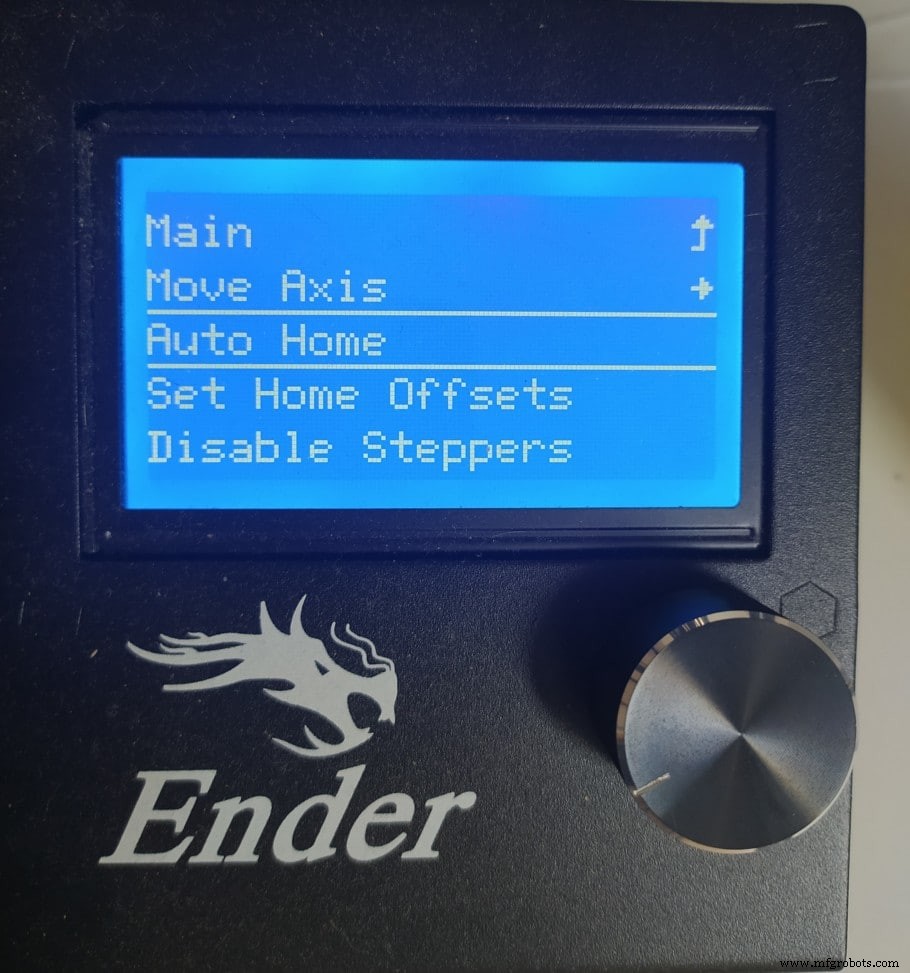 Main
Move Axis
Auto Home
Set Home Offsets
Disable Steppers
Ender
www.mfgrobots.com